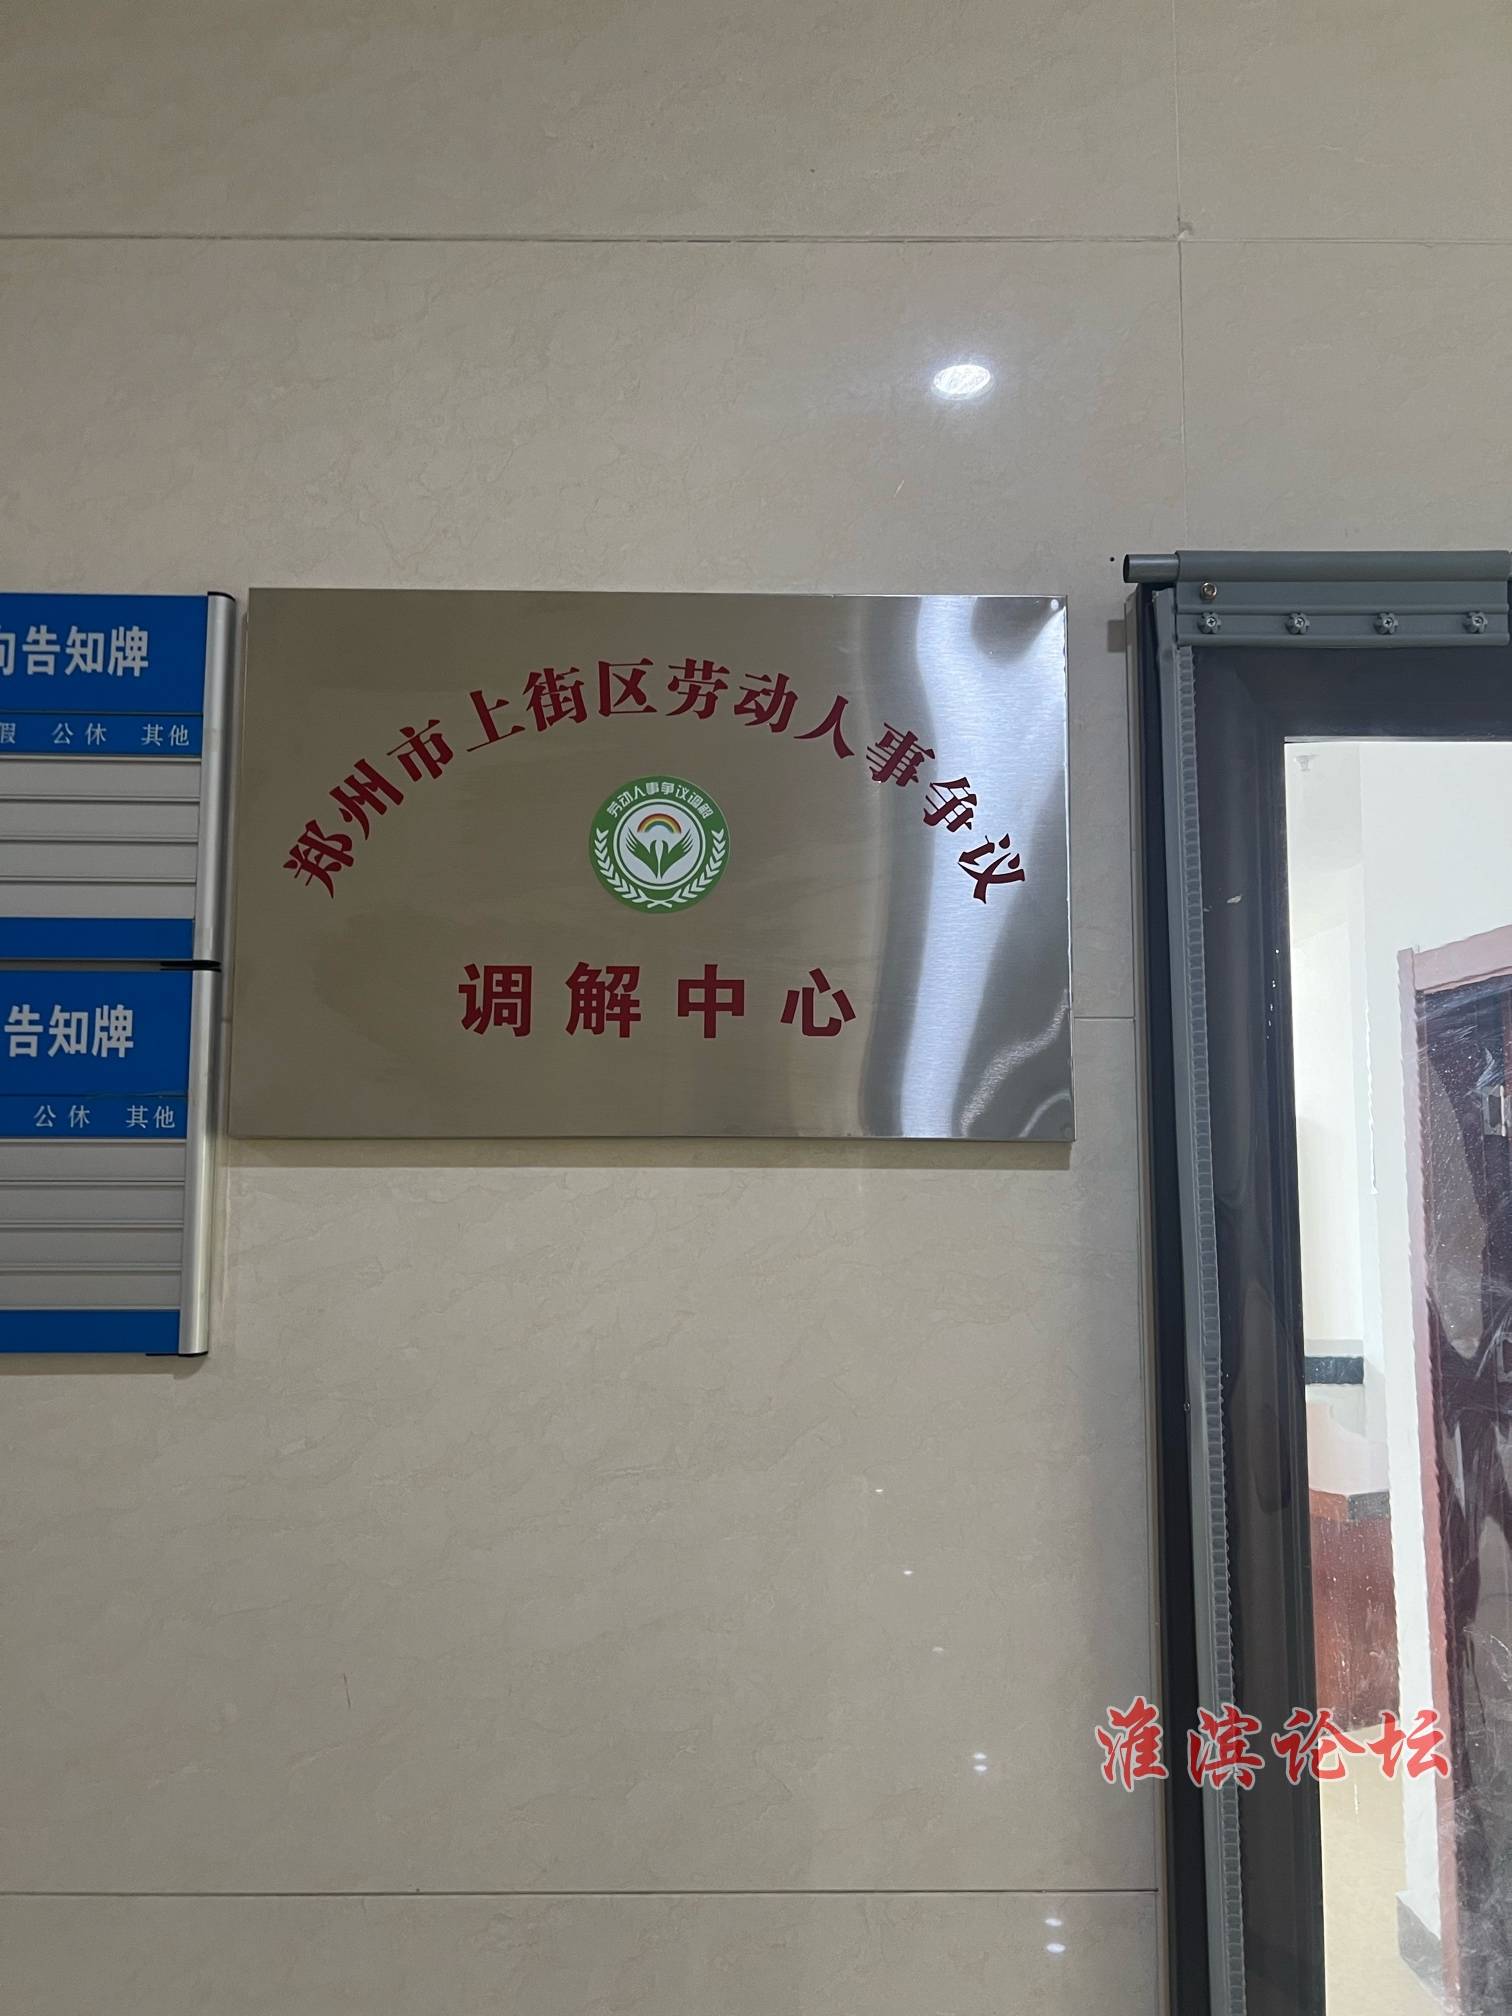 向告知牌
假 公休 其他
告知牌
公休 其他
郑州市上街区劳动人事争议
劳动人事争议调解
调解中心
淮滨论坛